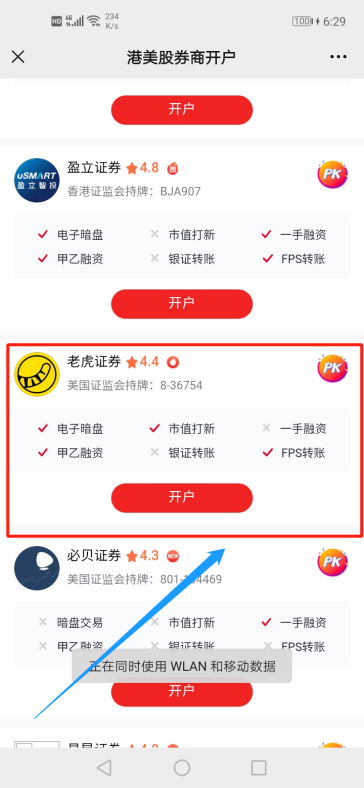 HD 4G 234 K/s 100 6:29
港美股券商开户
开户
uSMART 盈立智投
盈立证券 4.8 PK
香港证监会持牌：BJA907
电子暗盘 市值打新 一手融资
甲乙融资 银证转账 FPS转账
开户
老虎证券 4.4 PK
美国证监会持牌：8-36754
电子暗盘 市值打新 一手融资
甲乙融资 银证转账 FPS转账
开户
必贝证券 4.3 NEW PK
美国证监会持牌：801-
4469
暗盘交易 市值打新 一手融资
甲乙融资 银证转账 FPS转账
正在同时使用 WLAN 和移动数据
开户